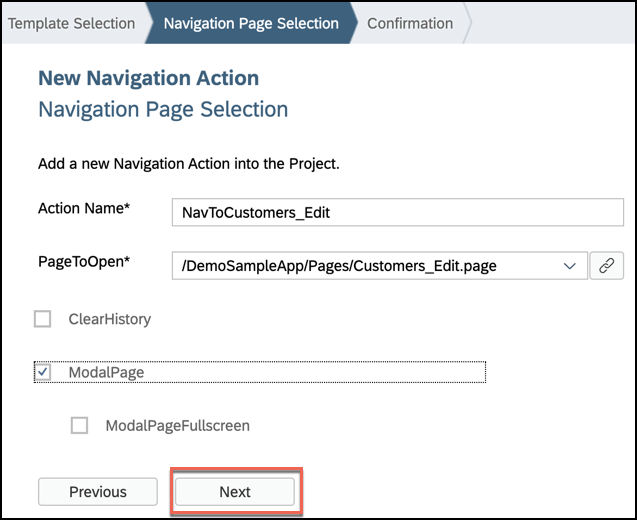 Template Selection
Navigation Page Selection
Confirmation
New Navigation Action
Navigation Page Selection
Add a new Navigation Action into the Project.
Action Name*
NavToCustomers_Edit
PageToOpen*
/DemoSampleApp/Pages/Customers_Edit.page
ClearHistory
ModalPage
ModalPageFullscreen
Previous
Next